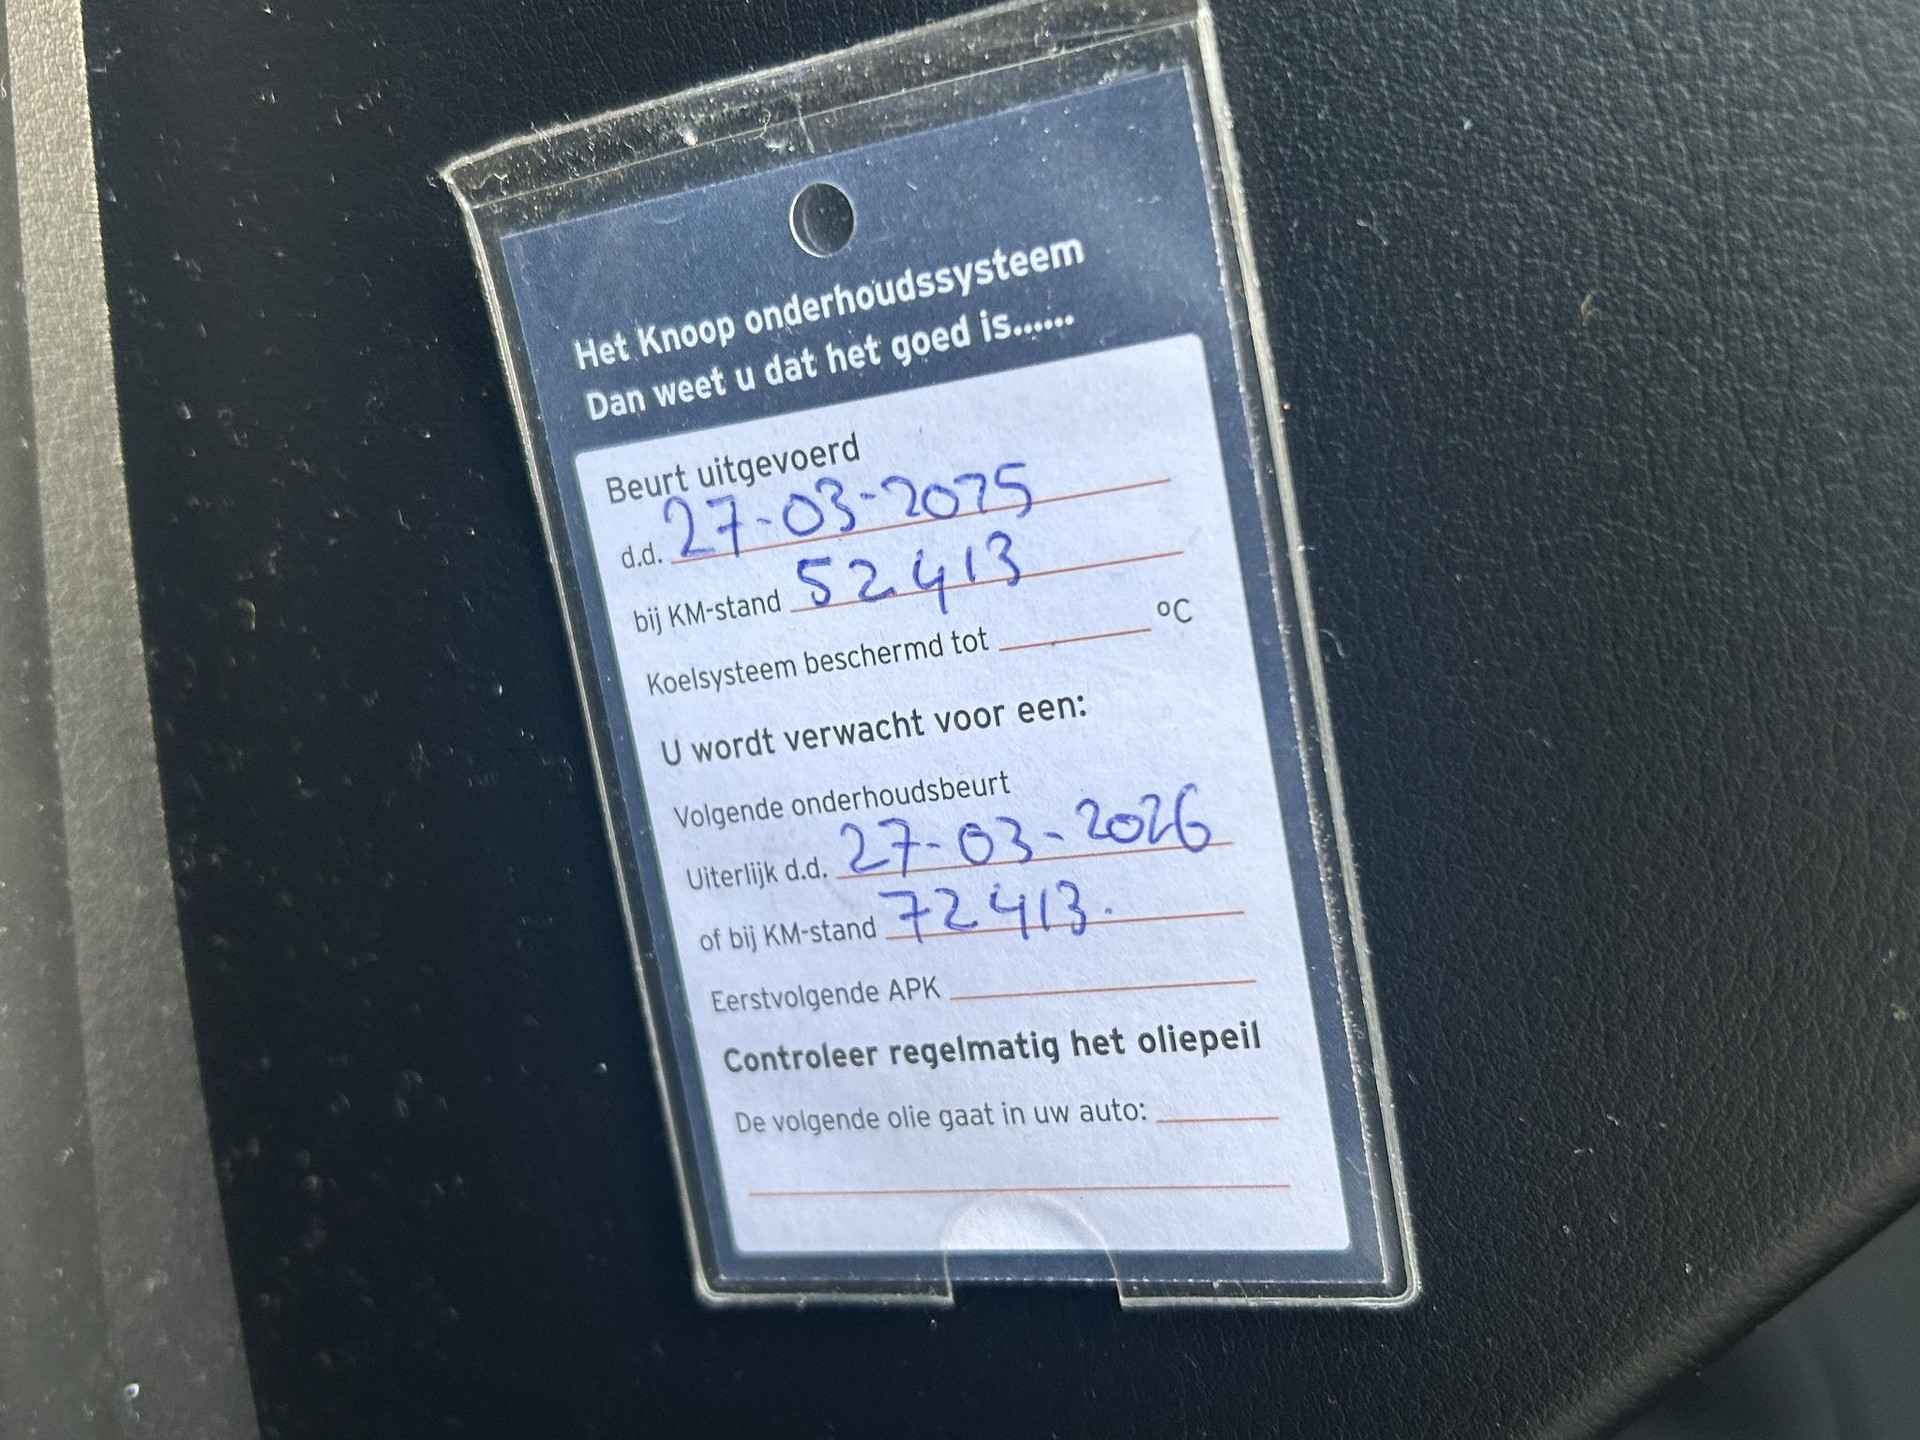 Het Knoop onderhoudssysteem
Dan weet u dat het goed is......
Beurt uitgevoerd
d.d. 27-03-2025
bij KM-stand 52413
Koelsysteem beschermd tot °C
U wordt verwacht voor een:
Volgende onderhoudsbeurt
Uiterlijk d.d. 27-03-2026
of bij KM-stand 72413.
Eerstvolgende APK
Controleer regelmatig het oliepeil
De volgende olie gaat in uw auto: